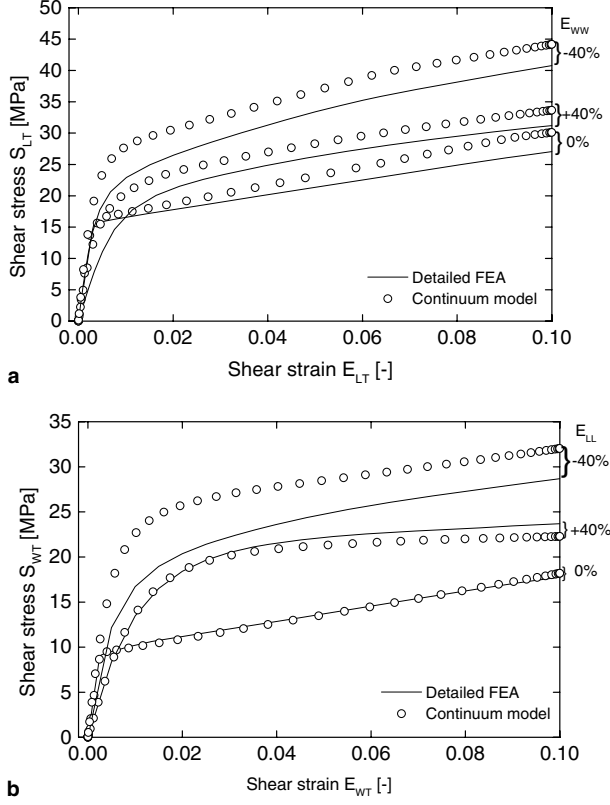 50
45
40
35
30
25
20
15
10
5
0
Shear stress S_LT [MPa]
E_WW
-40%
+40%
0%
Detailed FEA
Continuum model
0.00 0.02 0.04 0.06 0.08 0.10
Shear strain E_LT [-]
a
35
30
25
20
15
10
5
0
Shear stress S_WT [MPa]
E_LL
-40%
+40%
0%
Detailed FEA
Continuum model
0.00 0.02 0.04 0.06 0.08 0.10
Shear strain E_WT [-]
b